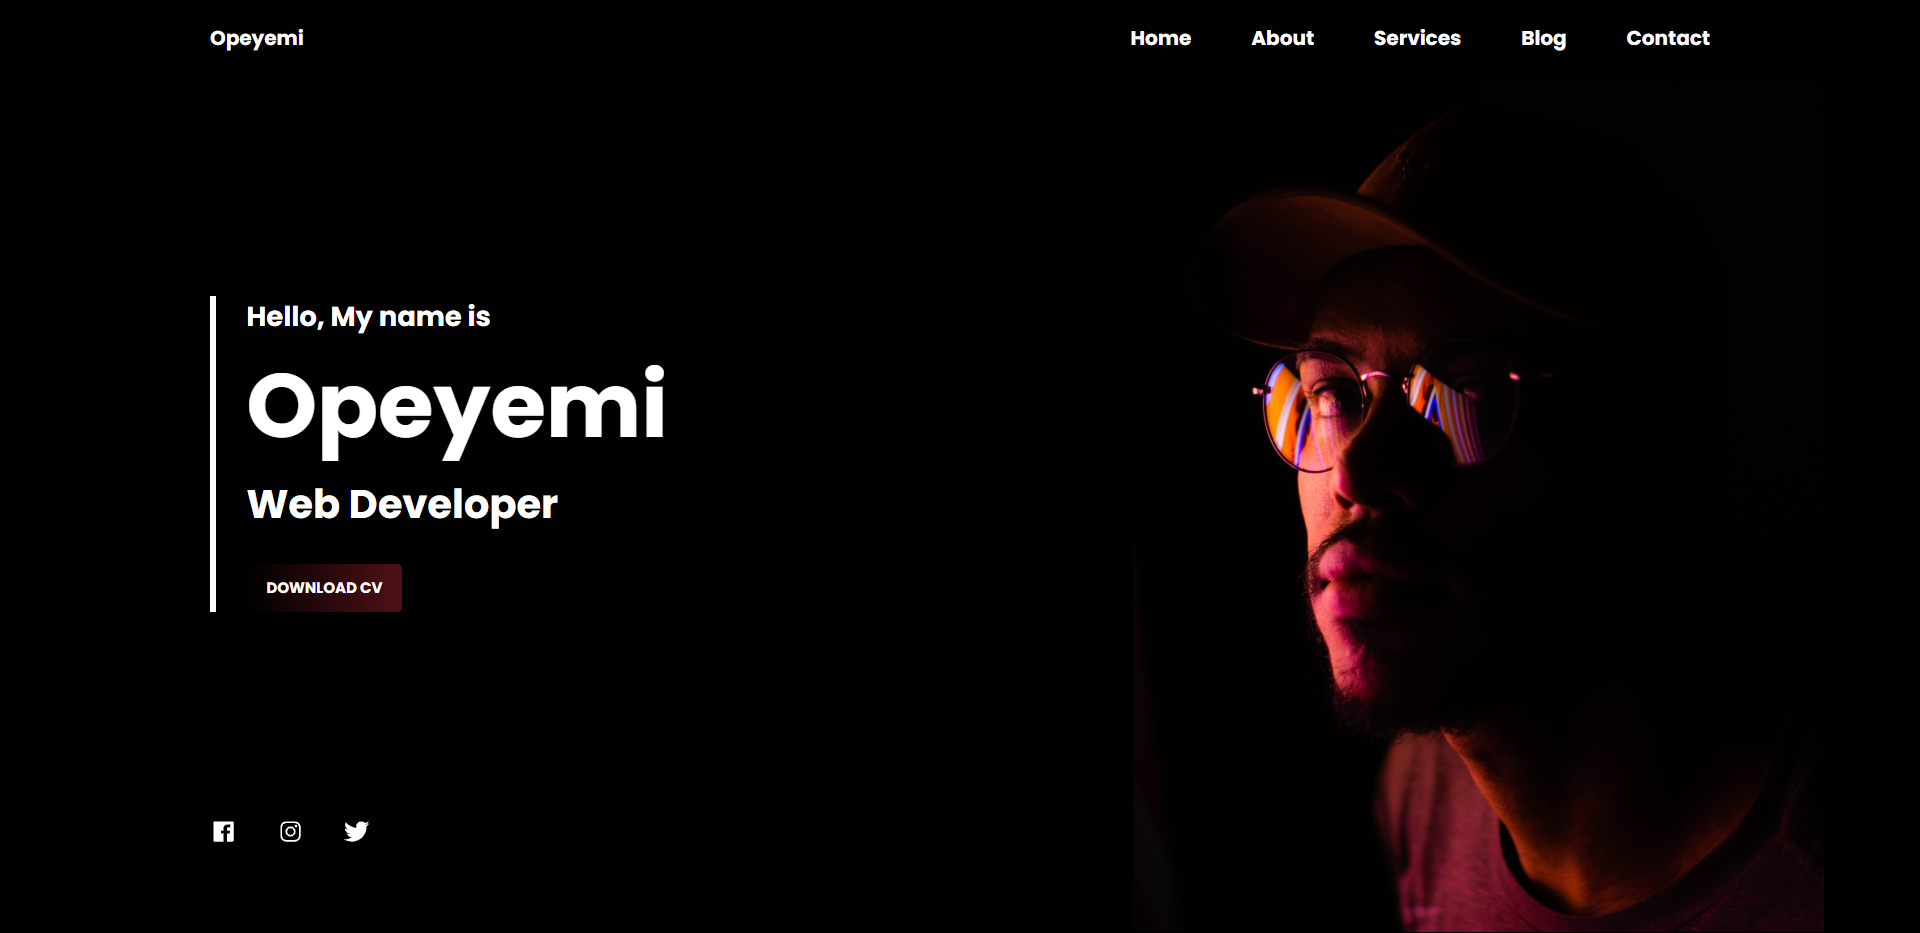 Opeyemi
Home About Services Blog Contact
Hello, My name is
Opeyemi
Web Developer
DOWNLOAD CV